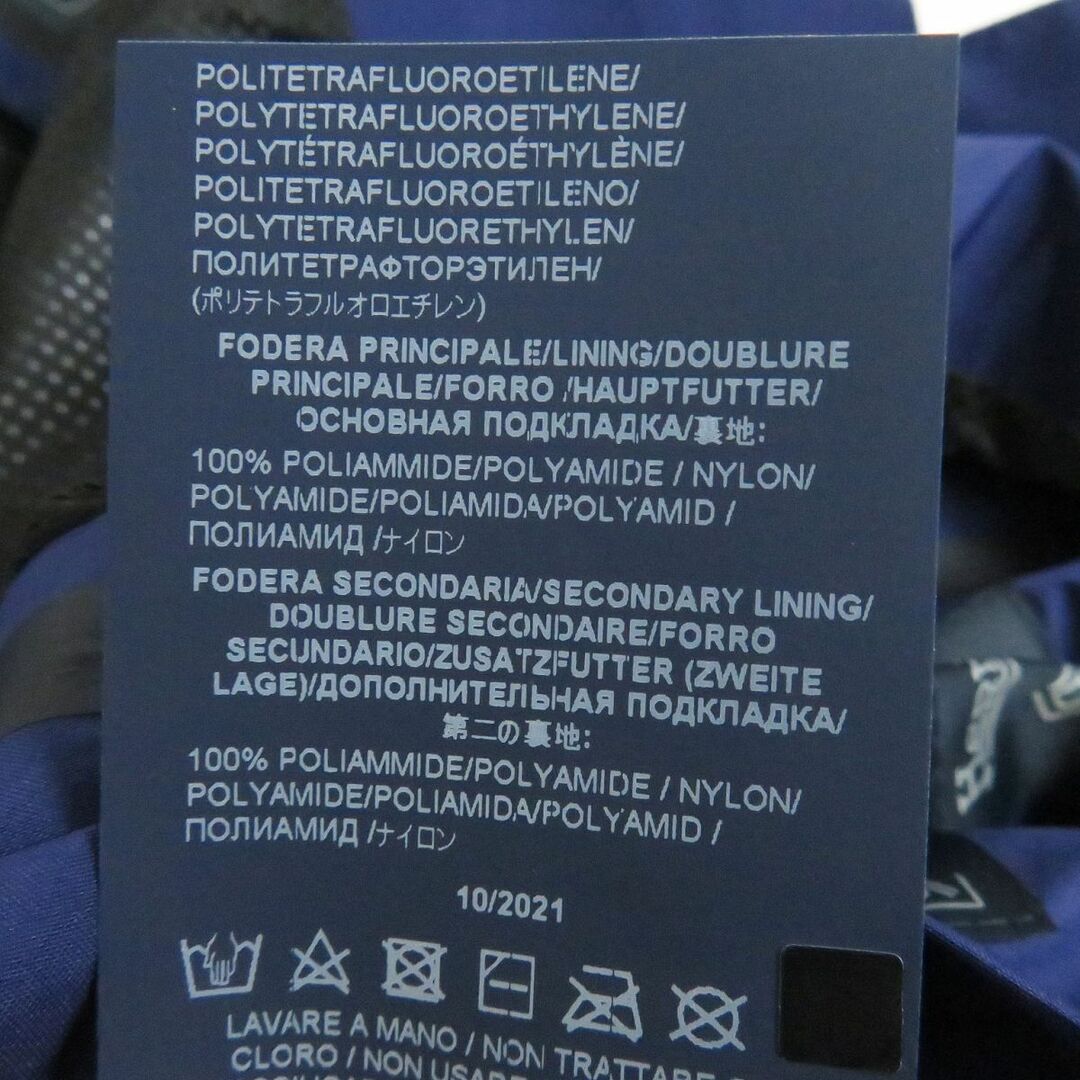 POLITETRAFLUOROETILENE/
POLYTETRAFLUOROETHYLENE/
POLYTÉTRAFLUOROÉTHYLÈNE/
POLITETRAFLUOROETILENO/
POLYTETRAFLUORETHYLEN/
ПОЛИТЕТРАФТОРЭТИЛЕН/
(ポリテトラフルオロエチレン)
FODERA PRINCIPALE/LINING/DOUBLURE
PRINCIPALE/FORRO /HAUPTFUTTER/
ОСНОВНАЯ ПОДКЛАДКА/裏地:
100% POLIAMMIDE/POLYAMIDE / NYLON/
POLYAMIDE/POLIAMIDA/POLYAMID /
ПОЛИАМИД /ナイロン
FODERA SECONDARIA/SECONDARY LINING/
DOUBLURE SECONDAIRE/FORRO
SECUNDARIO/ZUSATZFUTTER (ZWEITE
LAGE)/ДОПОЛНИТЕЛЬНАЯ ПОДКЛАДКА/
第二の裏地:
100% POLIAMMIDE/POLYAMIDE / NYLON/
POLYAMIDE/POLIAMIDA/POLYAMID /
ПОЛИАМИД /ナイロン
10/2021
LAVARE A MANO / NON TRATTARE
CLORO / NON USARE